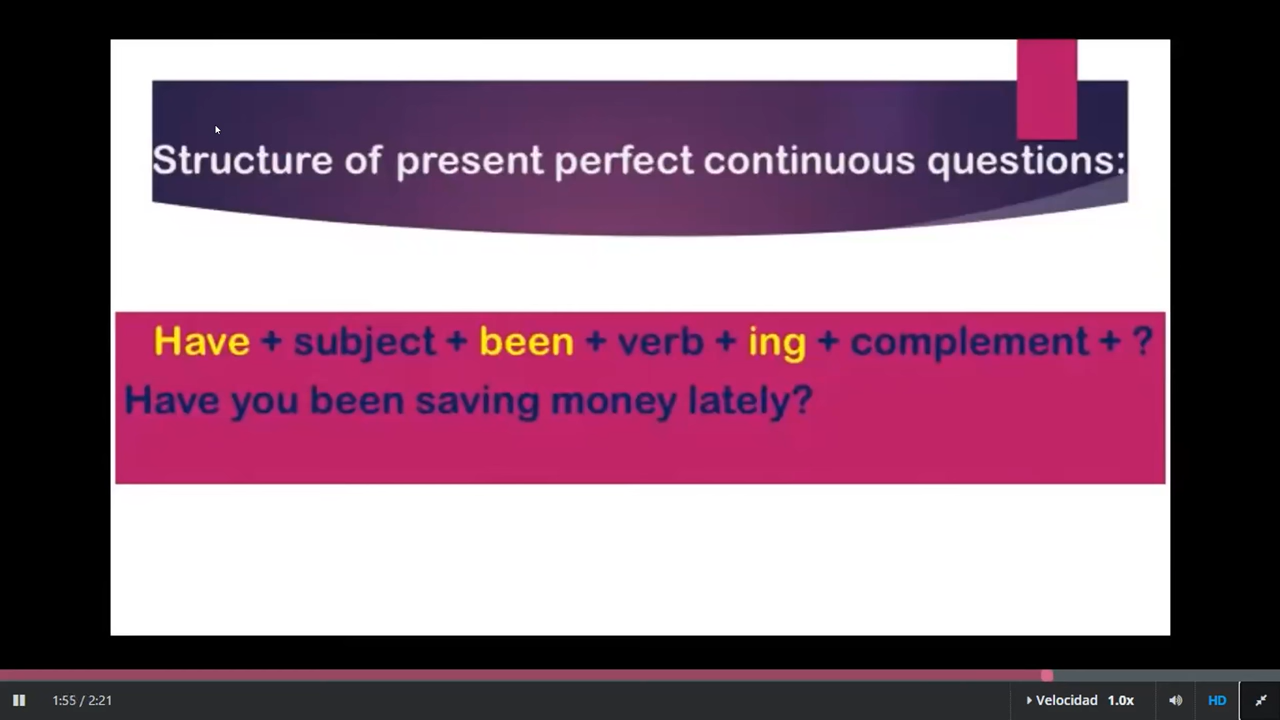 Structure of present perfect continuous questions:
Have + subject + been + verb + ing + complement + ?
Have you been saving money lately?
1:55 / 2:21
Velocidad 1.0x
HD